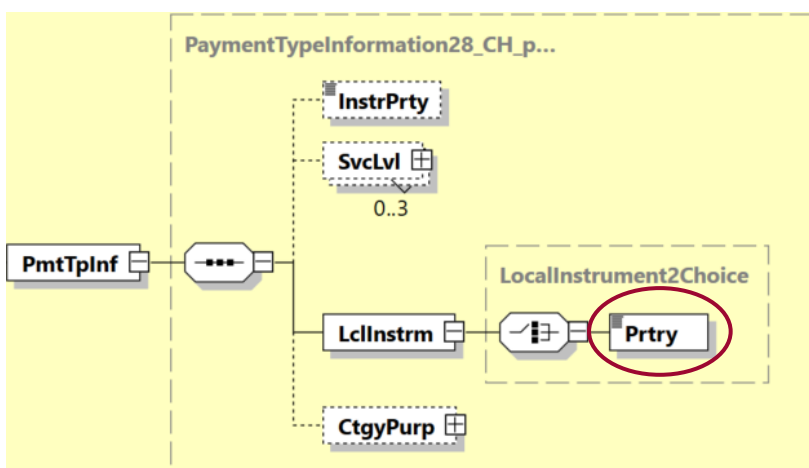 PaymentTypeInformation28_CH_p...
InstrPrty
SvcLvl
0..3
PmtTpInf
LocalInstrument2Choice
LclInstrm
Prtry
CtgyPurp